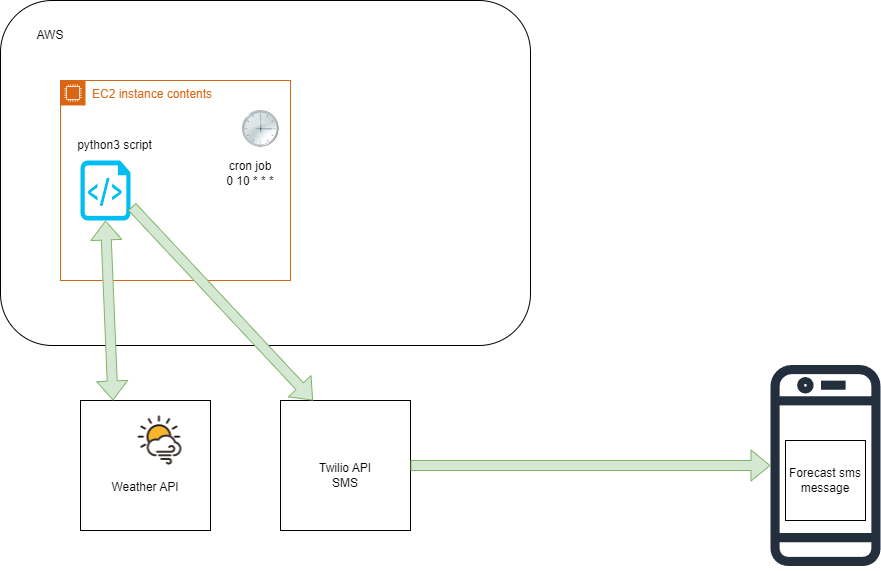 AWS
EC2 instance contents
python3 script
cron job
0 10 * * *
</>
Weather API
Twilio API
SMS
Forecast sms
message